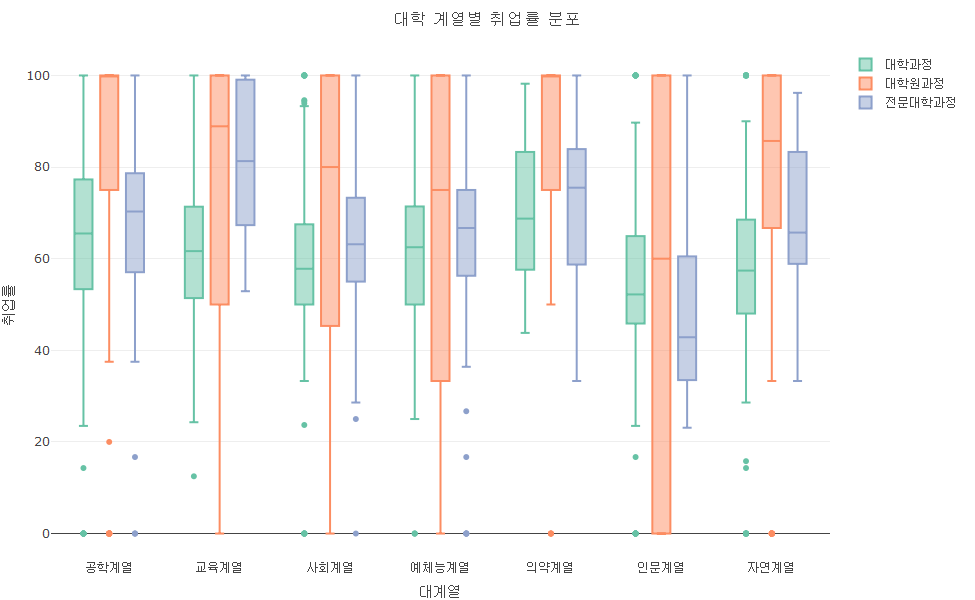 대학 계열별 취업률 분포
대학과정
대학원과정
전문대학과정
취업률
100
80
60
40
20
0
공학계열
교육계열
사회계열
예체능계열
의약계열
인문계열
자연계열
대계열